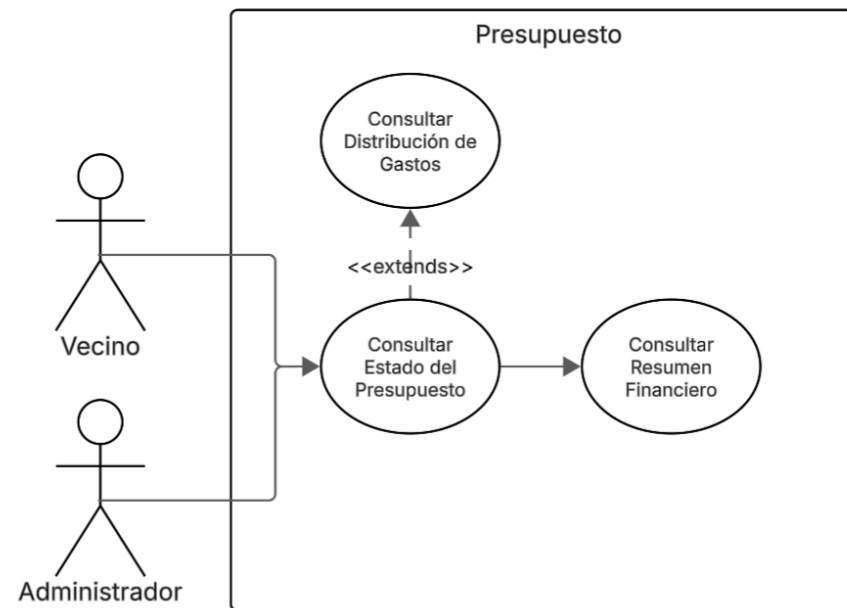 Presupuesto
Consultar
Distribución de
Gastos
<<extends>>
Vecino
Consultar
Estado del
Presupuesto
Consultar
Resumen
Financiero
Administrador